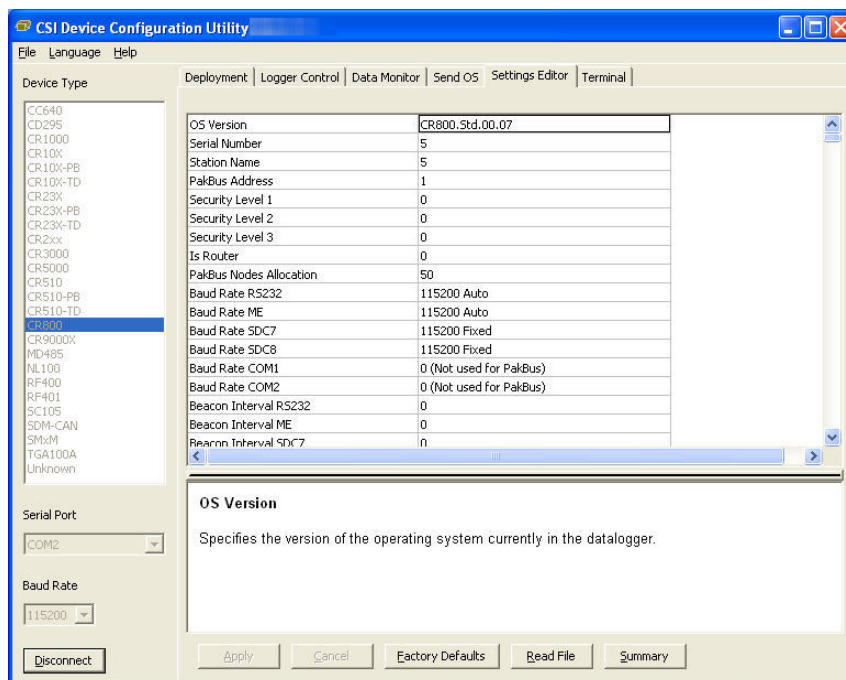 CSI Device Configuration Utility
File Language Help
Device Type
CC640
CD295
CR1000
CR10X
CR10X-PB
CR10X-TD
CR23X
CR23X-PB
CR23X-TD
CR2xx
CR3000
CR5000
CR510
CR510-PB
CR510-TD
CR800
CR9000X
MD485
NL100
RF400
RF401
SC105
SDM-CAN
SMxM
TGA100A
Unknown
Serial Port
COM2
Baud Rate
115200
Disconnect
Deployment Logger Control Data Monitor Send OS Settings Editor Terminal
OS Version CR800.Std.00.07
Serial Number 5
Station Name 5
PakBus Address 1
Security Level 1 0
Security Level 2 0
Security Level 3 0
Is Router 0
PakBus Nodes Allocation 50
Baud Rate RS232 115200 Auto
Baud Rate ME 115200 Auto
Baud Rate SDC7 115200 Fixed
Baud Rate SDC8 115200 Fixed
Baud Rate COM1 0 (Not used for PakBus)
Baud Rate COM2 0 (Not used for PakBus)
Beacon Interval RS232 0
Beacon Interval ME 0
Beacon Interval SDC7 0
OS Version
Specifies the version of the operating system currently in the datalogger.
Apply Cancel Factory Defaults Read File Summary